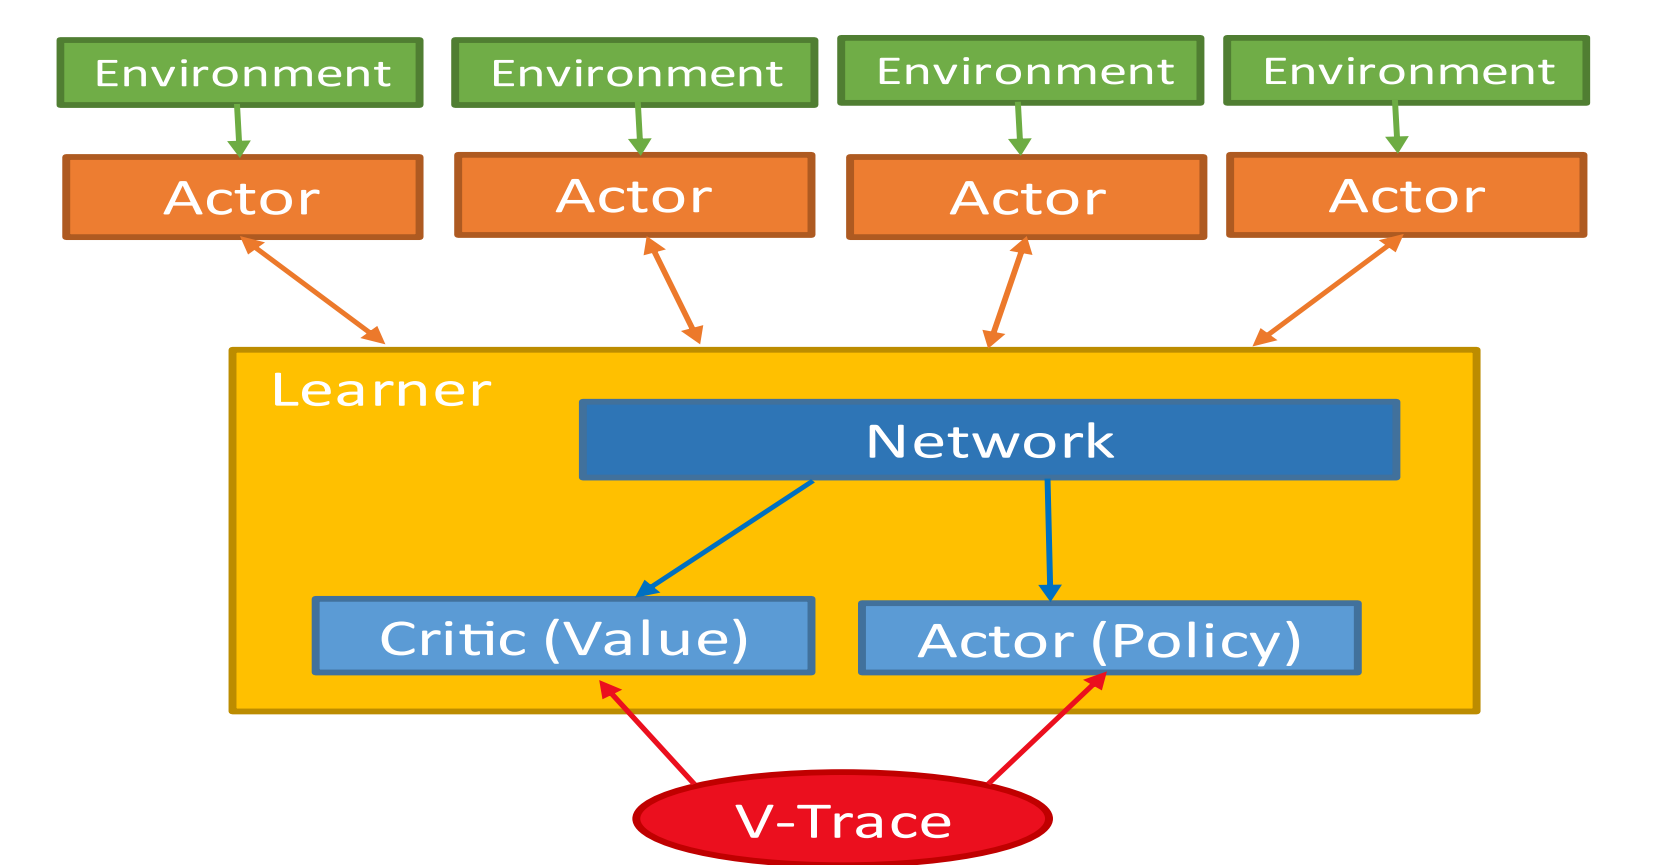 Environment
Environment
Environment
Environment
Actor
Actor
Actor
Actor
Learner
Network
Critic (Value)
Actor (Policy)
V-Trace